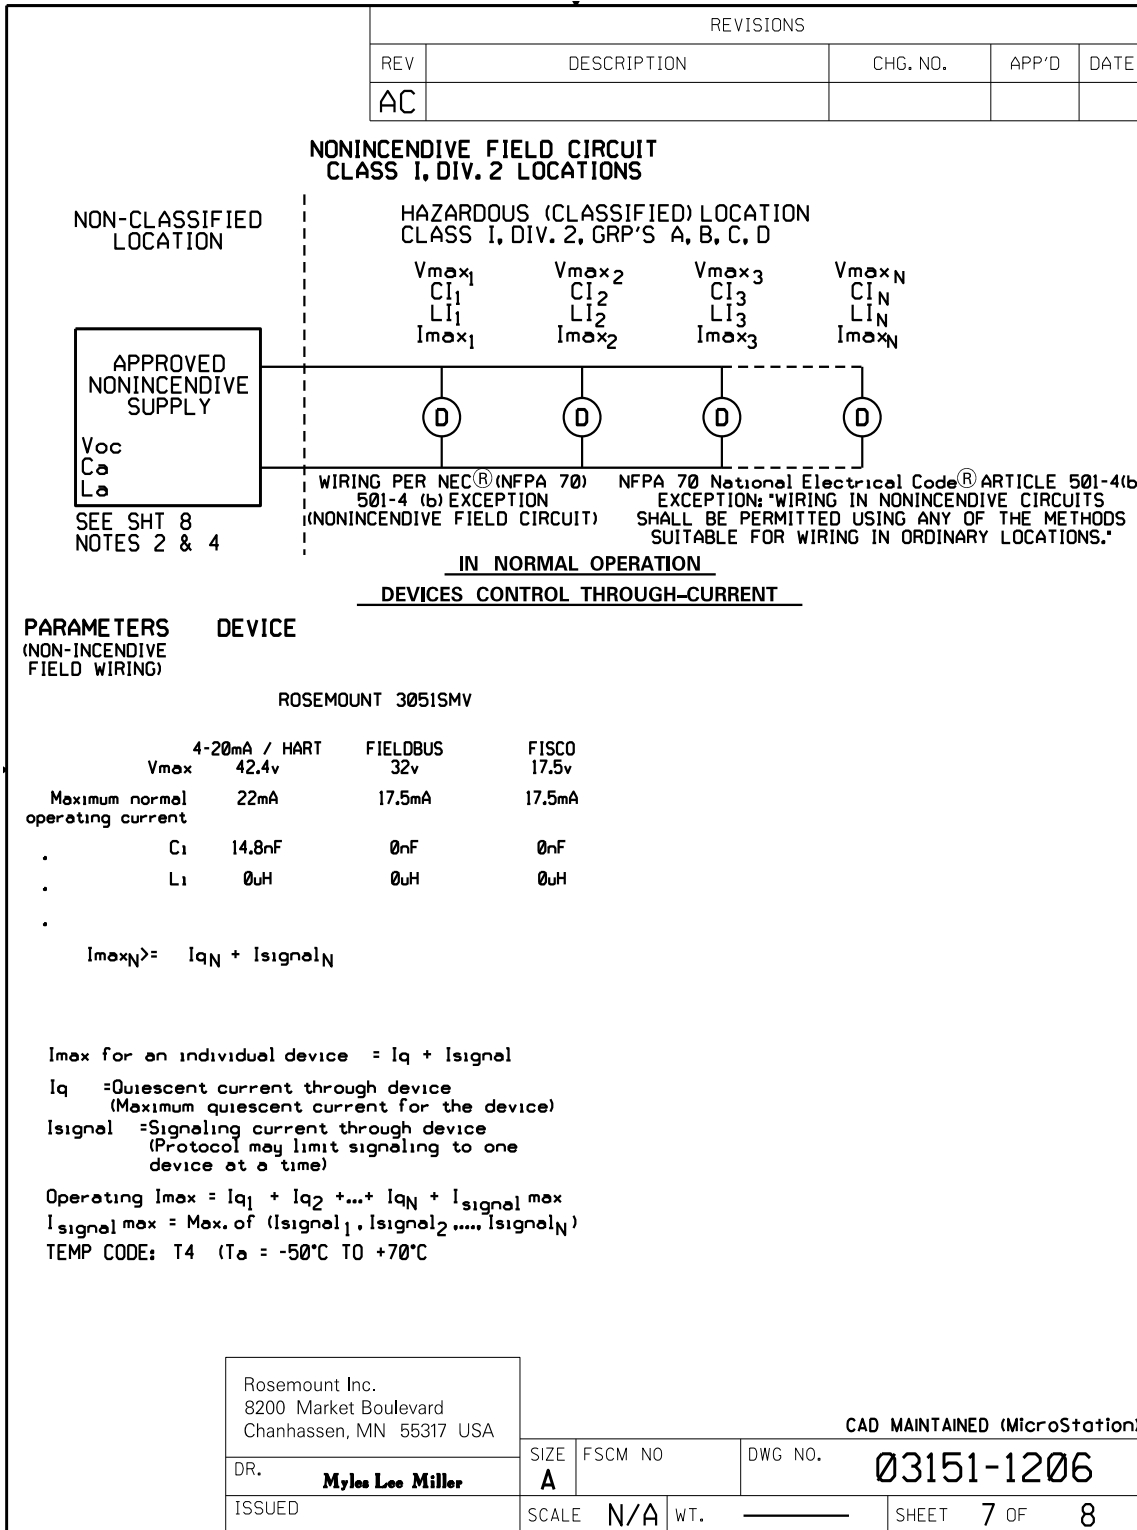 REVISIONS
REV DESCRIPTION CHG. NO. APP'D DATE
AC
NONINCENDIVE FIELD CIRCUIT
CLASS I, DIV. 2 LOCATIONS
NON-CLASSIFIED
LOCATION
HAZARDOUS (CLASSIFIED) LOCATION
CLASS I, DIV. 2, GRP'S A, B, C, D
Vmax1 Vmax2 Vmax3 VmaxN
CI1 CI2 CI3 CIN
LI1 LI2 LI3 LIN
Imax1 Imax2 Imax3 ImaxN
APPROVED
NONINCENDIVE
SUPPLY
Voc
Ca
La
D D D D
SEE SHT 8
NOTES 2 & 4
WIRING PER NEC® (NFPA 70)
501-4 (b) EXCEPTION
(NONINCENDIVE FIELD CIRCUIT)
NFPA 70 National Electrical Code® ARTICLE 501-4(b
EXCEPTION: "WIRING IN NONINCENDIVE CIRCUITS
SHALL BE PERMITTED USING ANY OF THE METHODS
SUITABLE FOR WIRING IN ORDINARY LOCATIONS."
IN NORMAL OPERATION
DEVICES CONTROL THROUGH-CURRENT
PARAMETERS DEVICE
(NON-INCENDIVE
FIELD WIRING)
ROSEMOUNT 3051SMV
4-20mA / HART FIELDBUS FISCO
Vmax 42.4v 32v 17.5v
Maximum normal
operating current 22mA 17.5mA 17.5mA
Ci 14.8nF 0nF 0nF
Li 0uH 0uH 0uH
ImaxN>= IqN + IsignalN
Imax for an individual device = Iq + Isignal
Iq =Quiescent current through device
(Maximum quiescent current for the device)
Isignal =Signaling current through device
(Protocol may limit signaling to one
device at a time)
Operating Imax = Iq1 + Iq2 +...+ IqN + Isignal max
Isignal max = Max. of (Isignal1, Isignal2,...., IsignalN)
TEMP CODE: T4 (Ta = -50°C TO +70°C
Rosemount Inc.
8200 Market Boulevard
Chanhassen, MN 55317 USA
CAD MAINTAINED (MicroStation)
DR. Myles Lee Miller
SIZE A FSCM NO DWG NO. 03151-1206
ISSUED
SCALE N/A WT. SHEET 7 OF 8